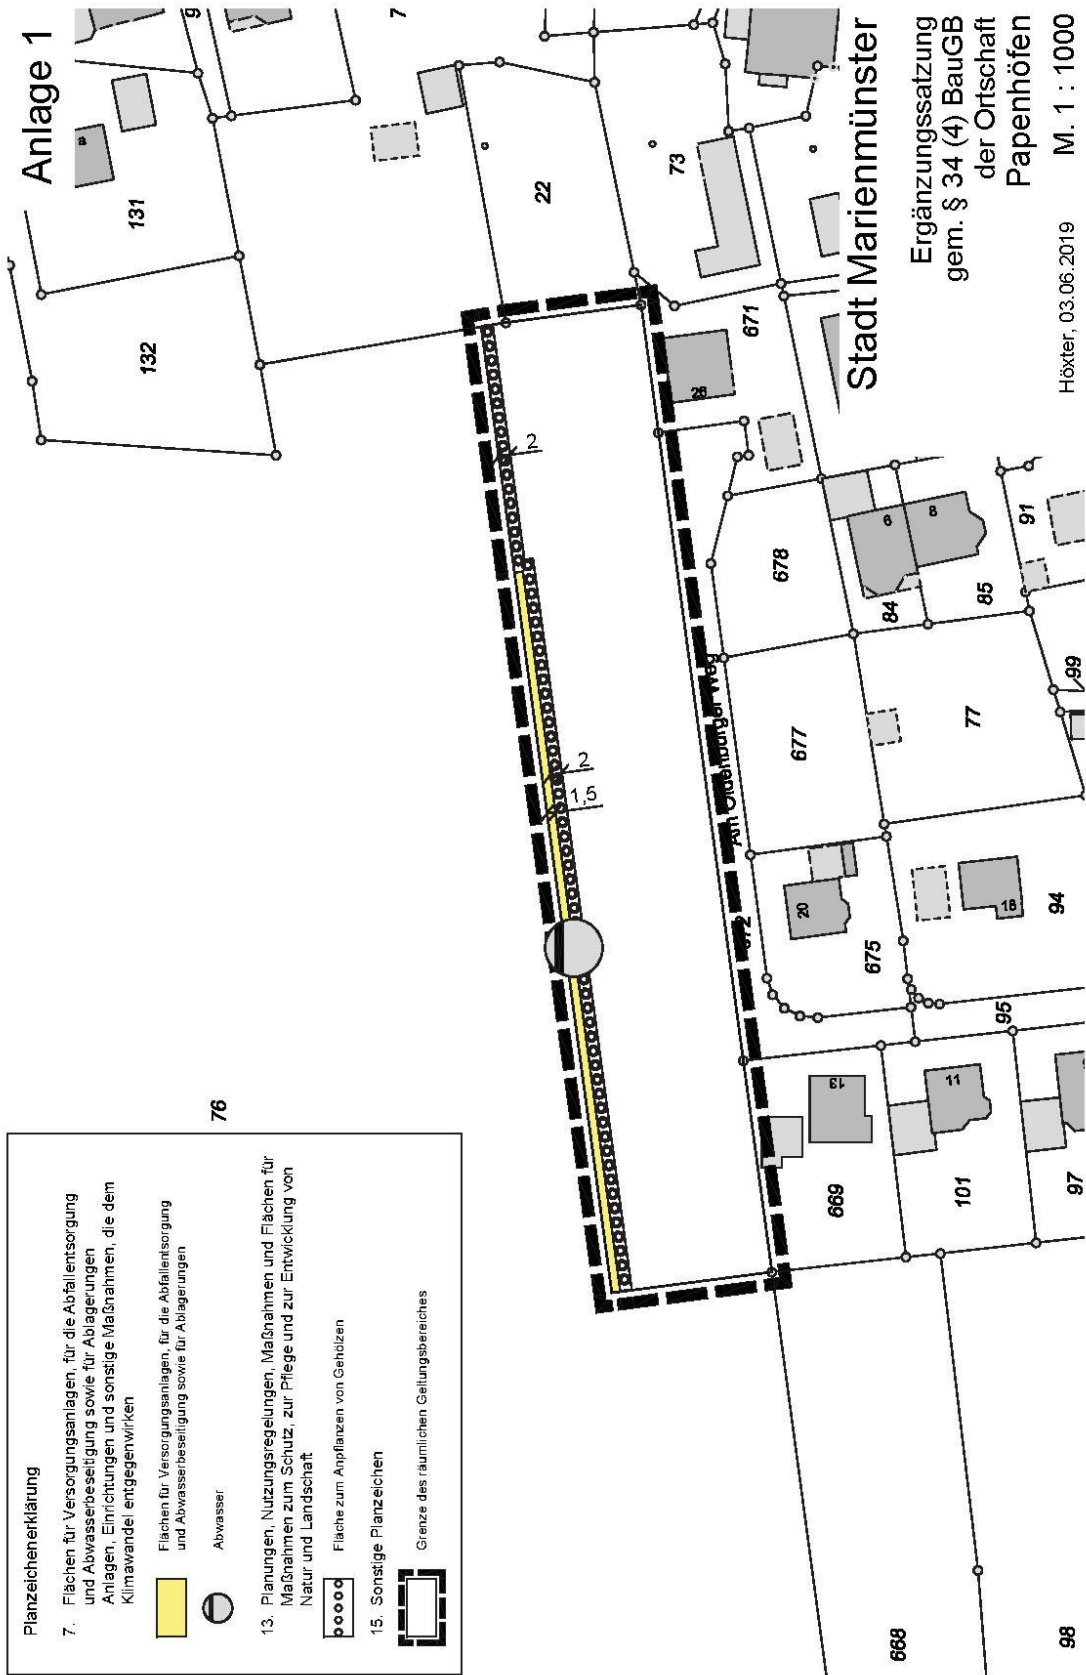 Anlage 1
Stadt Marienmünster
Ergänzungssatzung
gem. § 34 (4) BauGB
der Ortschaft
Papenhöfen
Höxter, 03.06.2019
M. 1 : 1000
Planzeichenerklärung
7. Flächen für Versorgungsanlagen, für die Abfallentsorgung
und Abwasserbeseitigung sowie für Ablagerungen
Anlagen, Einrichtungen und sonstige Maßnahmen, die dem
Klimawandel entgegenwirken
Flächen für Versorgungsanlagen, für die Abfallentsorgung
und Abwasserbeseitigung sowie für Ablagerungen
Abwasser
13. Planungen, Nutzungsregelungen, Maßnahmen und Flächen für
Maßnahmen zum Schutz, zur Pflege und zur Entwicklung von
Natur und Landschaft
Fläche zum Anpflanzen von Gehölzen
15. Sonstige Planzeichen
Grenze des räumlichen Geltungsbereiches
76
132
131
9
7
22
73
2
2
1,5
Am Oldenburger Weg
672
26
671
678
677
20
675
13
669
668
6
8
84
85
91
77
99
18
94
95
11
101
97
98